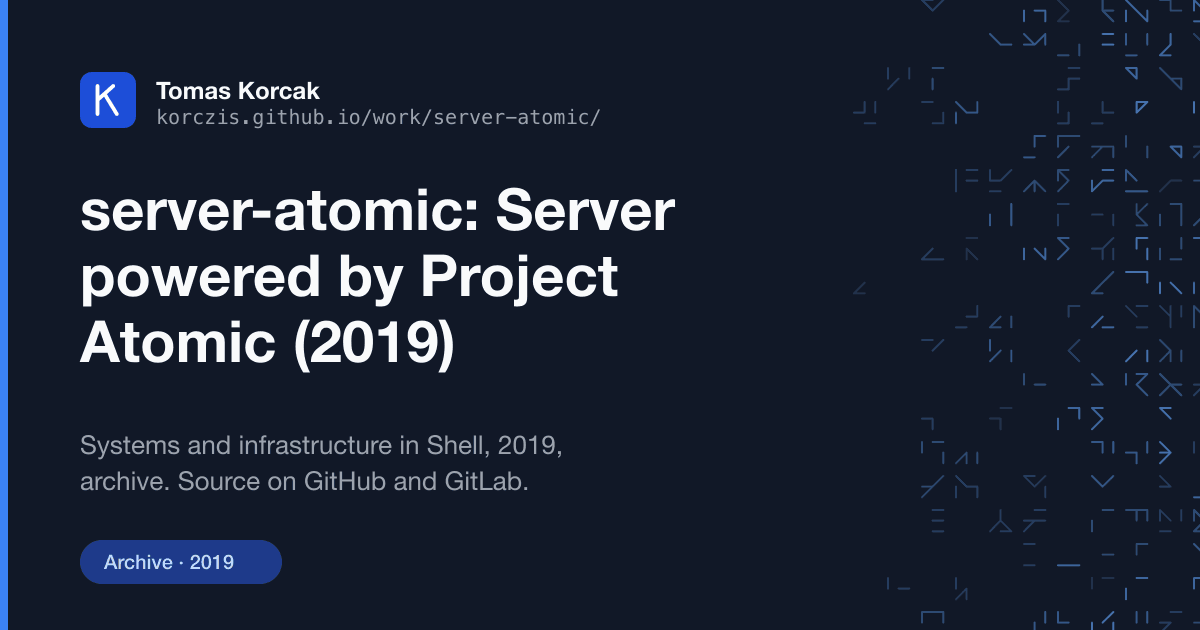 K
Tomas Korcak
korczis.github.io/work/server-atomic/
server-atomic: Server
powered by Project
Atomic (2019)
Systems and infrastructure in Shell, 2019,
archive. Source on GitHub and GitLab.
Archive · 2019